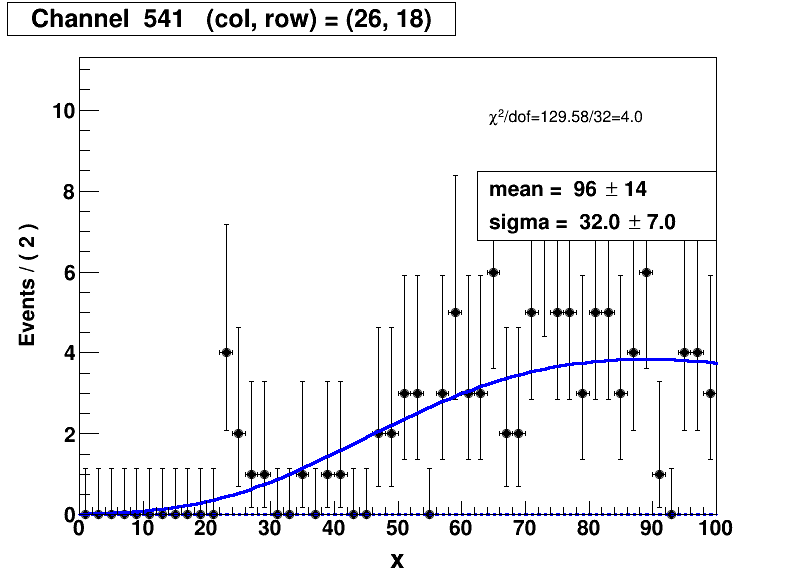 Channel 541 (col, row) = (26, 18)
χ²/dof=129.58/32=4.0
mean = 96 ± 14
sigma = 32.0 ± 7.0
Events / ( 2 )
10
8
6
4
2
0
0 10 20 30 40 50 60 70 80 90 100
x